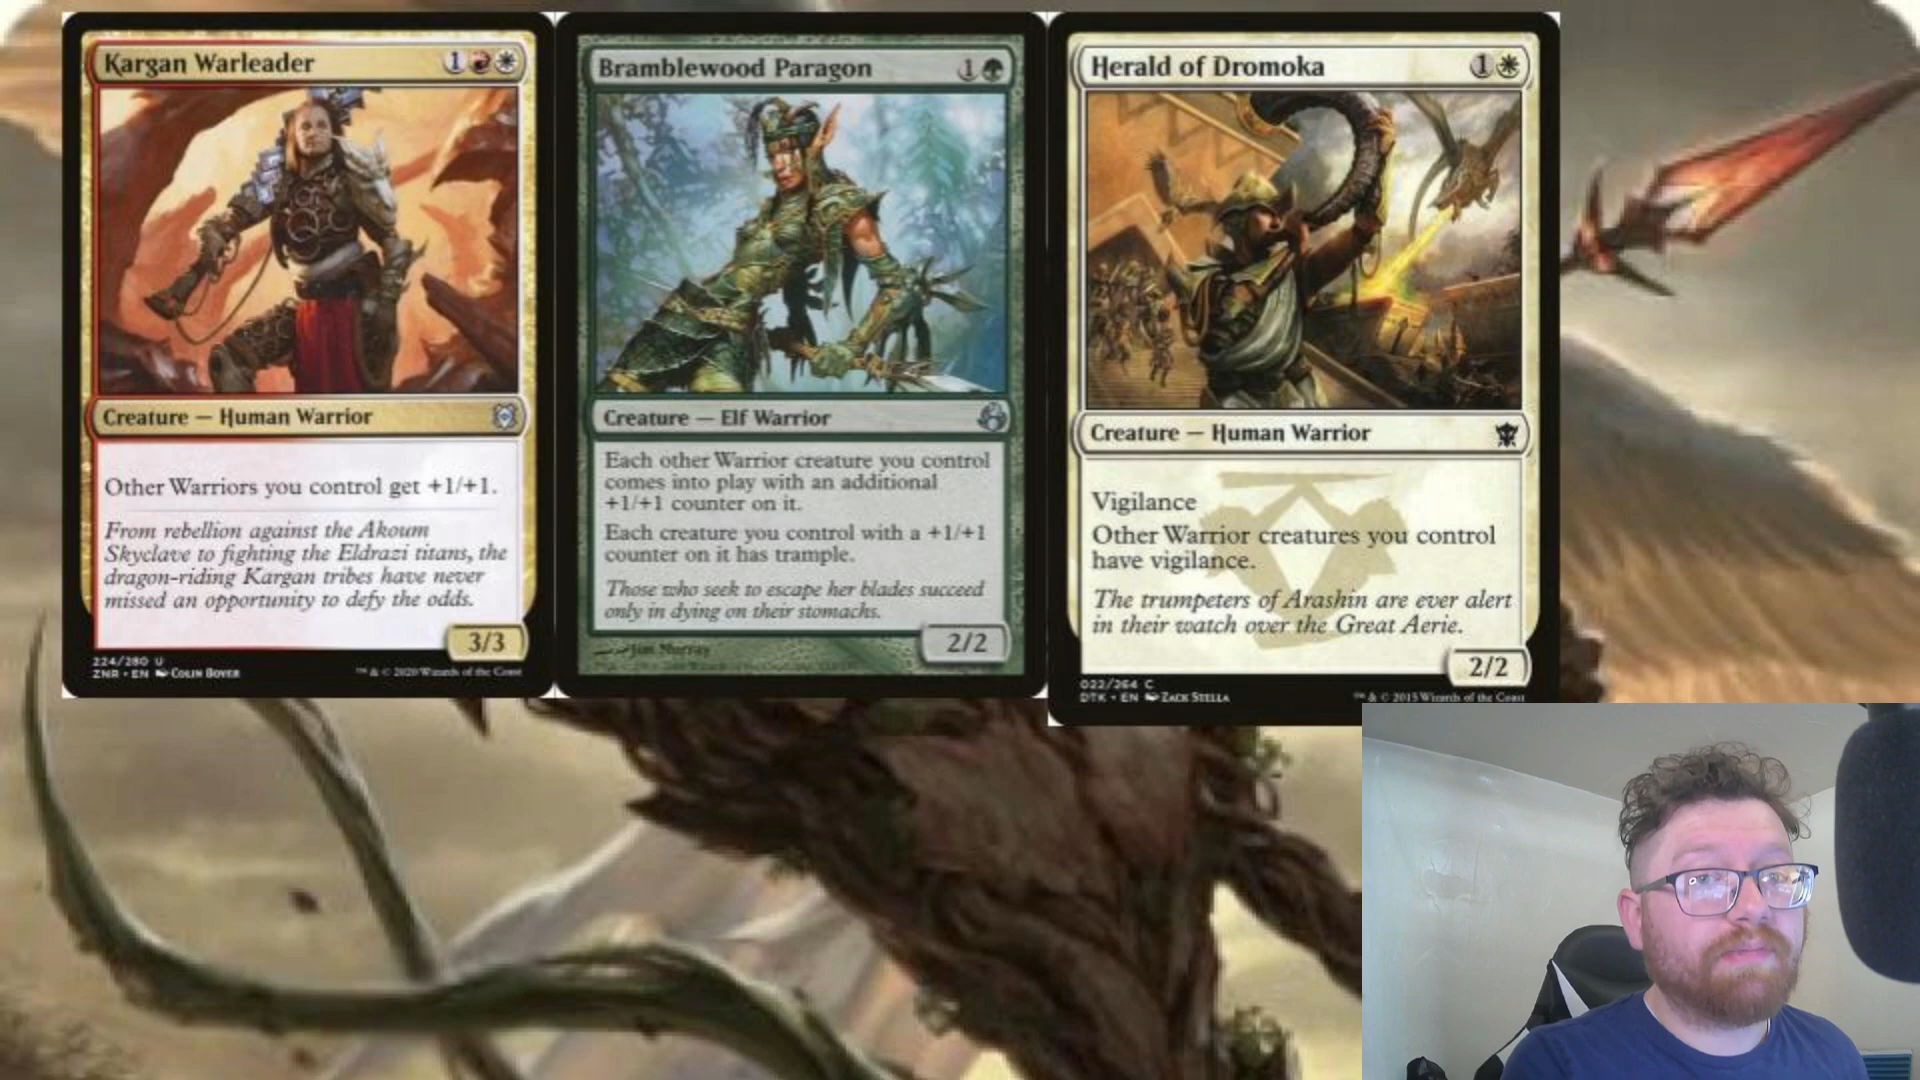 Kargan Warleader 1
Creature — Human Warrior
Other Warriors you control get +1/+1.
From rebellion against the Akoum
Skyclave to fighting the Eldrazi titans, the
dragon-riding Kargan tribes have never
missed an opportunity to defy the odds.
3/3
224/280 U
ZNR • EN Colin Boyer
™ & © 2020 Wizards of the Coast
Bramblewood Paragon 1
Creature — Elf Warrior
Each other Warrior creature you control
comes into play with an additional
+1/+1 counter on it.
Each creature you control with a +1/+1
counter on it has trample.
Those who seek to escape her blades succeed
only in dying on their stomachs.
2/2
Jim Murray
Herald of Dromoka 1
Creature — Human Warrior
Vigilance
Other Warrior creatures you control
have vigilance.
The trumpeters of Arashin are ever alert
in their watch over the Great Aerie.
2/2
022/264 C
DTK • EN Zack Stella
™ & © 2015 Wizards of the Coast